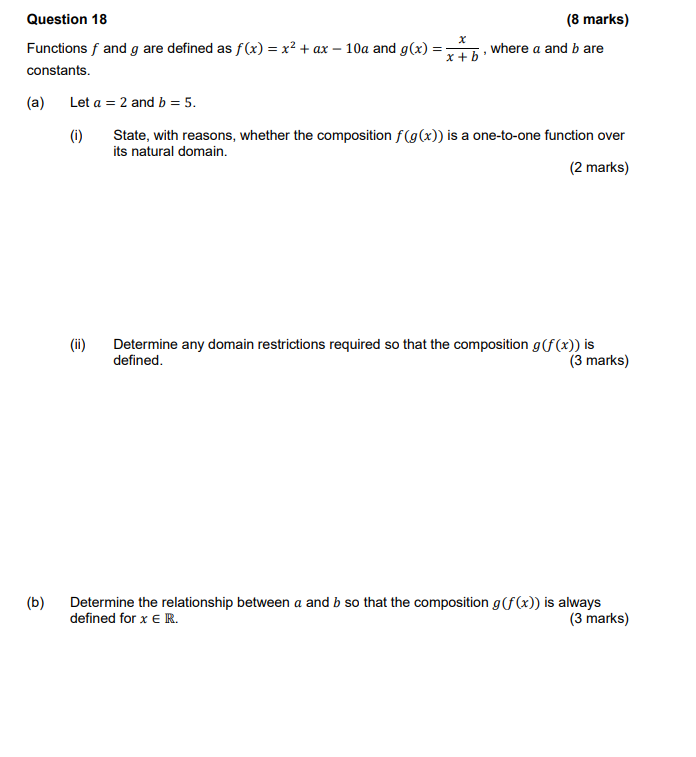 Question 18 (8 marks)
Functions f and g are defined as f(x) = x² + ax − 10a and g(x) = x/(x + b), where a and b are
constants.
(a) Let a = 2 and b = 5.
(i) State, with reasons, whether the composition f(g(x)) is a one-to-one function over
its natural domain.
(2 marks)
(ii) Determine any domain restrictions required so that the composition g(f(x)) is
defined. (3 marks)
(b) Determine the relationship between a and b so that the composition g(f(x)) is always
defined for x ∈ ℝ. (3 marks)